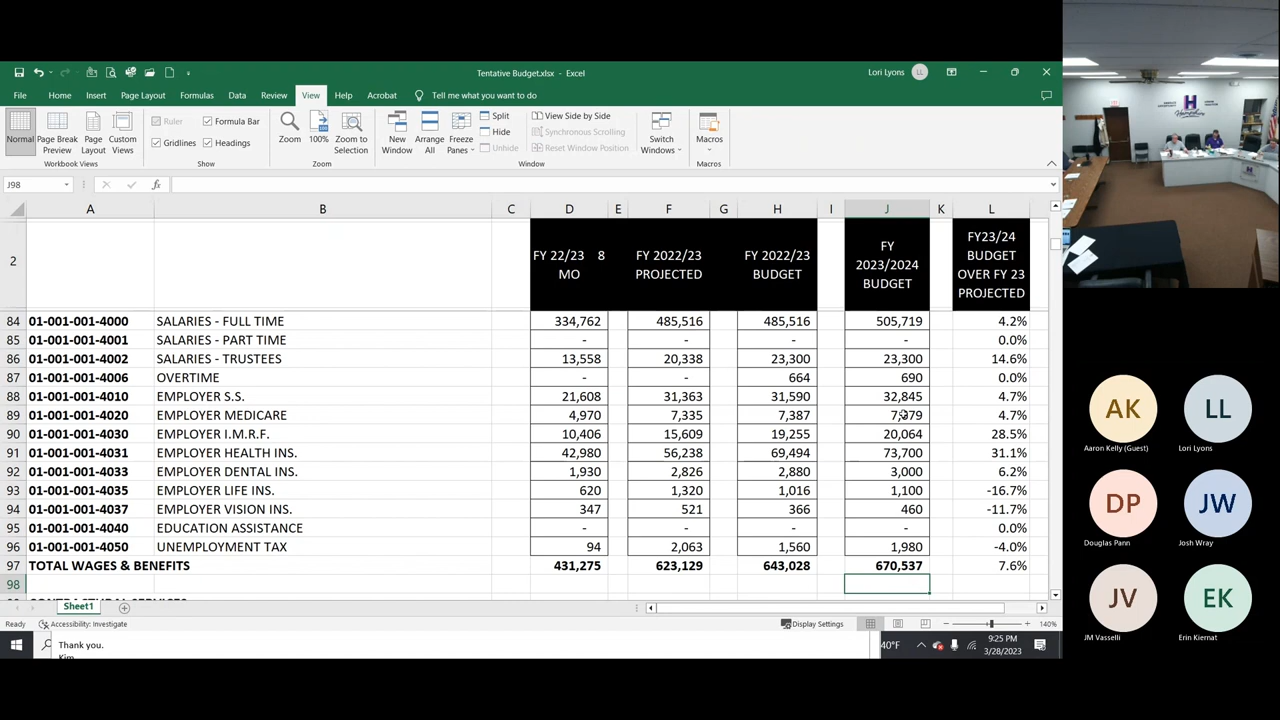 Tentative Budget.xlsx - Excel
Lori Lyons LL
File Home Insert Page Layout Formulas Data Review View Help Acrobat Tell me what you want to do
Normal
Page Break Preview
Page Layout
Custom Views
Workbook Views
Ruler Formula Bar
Gridlines Headings
Show
Zoom
100%
Zoom to Selection
Zoom
New Window
Arrange All
Freeze Panes
Split
Hide
Unhide
View Side by Side
Synchronous Scrolling
Reset Window Position
Window
Switch Windows
Macros
Macros
J98 fx
A B C D E F G H I J K L
2 FY 22/23 8 MO FY 2022/23 PROJECTED FY 2022/23 BUDGET FY 2023/2024 BUDGET FY23/24 BUDGET OVER FY 23 PROJECTED
84 01-001-001-4000 SALARIES - FULL TIME 334,762 485,516 485,516 505,719 4.2%
85 01-001-001-4001 SALARIES - PART TIME - - - - 0.0%
86 01-001-001-4002 SALARIES - TRUSTEES 13,558 20,338 23,300 23,300 14.6%
87 01-001-001-4006 OVERTIME - - 664 690 0.0%
88 01-001-001-4010 EMPLOYER S.S. 21,608 31,363 31,590 32,845 4.7%
89 01-001-001-4020 EMPLOYER MEDICARE 4,970 7,335 7,387 4.7%
90 01-001-001-4030 EMPLOYER I.M.R.F. 10,406 15,609 19,255 20,064 28.5%
91 01-001-001-4031 EMPLOYER HEALTH INS. 42,980 56,238 69,494 73,700 31.1%
92 01-001-001-4033 EMPLOYER DENTAL INS. 1,930 2,826 2,880 3,000 6.2%
93 01-001-001-4035 EMPLOYER LIFE INS. 620 1,320 1,016 1,100 -16.7%
94 01-001-001-4037 EMPLOYER VISION INS. 347 521 366 460 -11.7%
95 01-001-001-4040 EDUCATION ASSISTANCE - - - - 0.0%
96 01-001-001-4050 UNEMPLOYMENT TAX 94 2,063 1,560 1,980 -4.0%
97 TOTAL WAGES & BENEFITS 431,275 623,129 643,028 670,537 7.6%
98
Sheet1
Ready Accessibility: Investigate Display Settings 140%
Thank you.
Kim
40°F
9:25 PM
3/28/2023
H
AK
Aaron Kelly (Guest)
LL
Lori Lyons
DP
Douglas Pann
JW
Josh Wray
JV
JM Vasselli
EK
Erin Kiernat